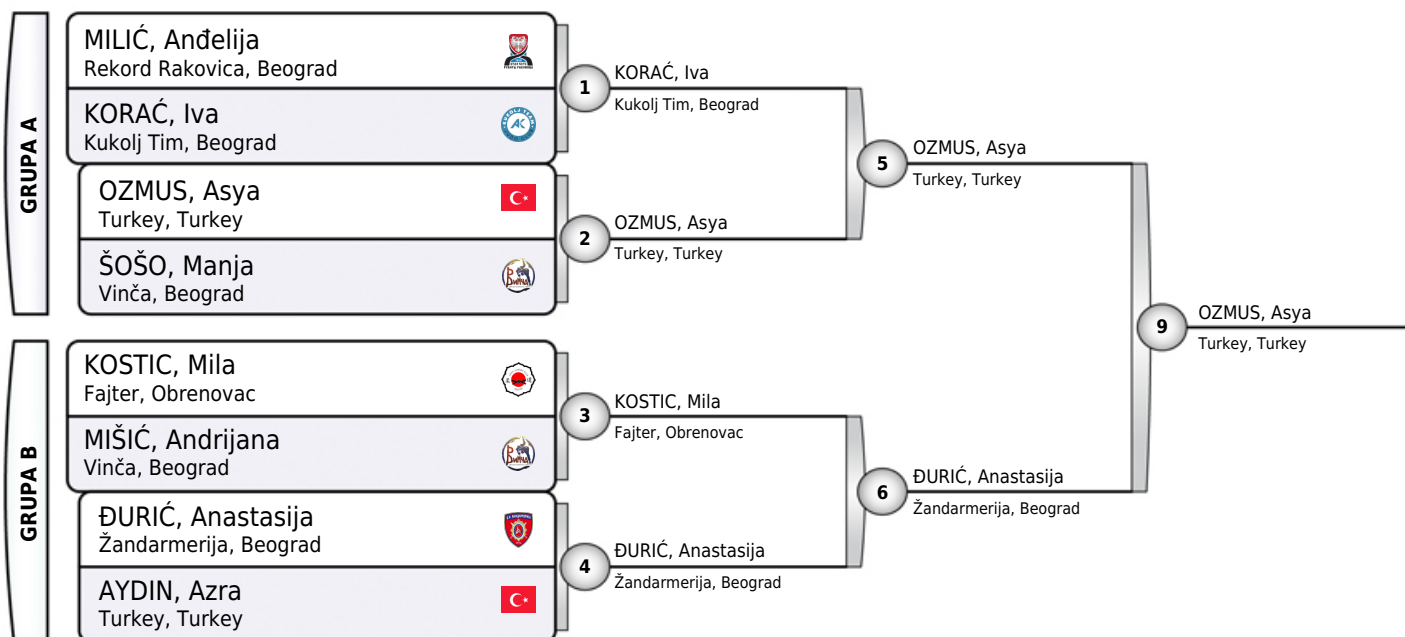 GRUPA A
MILIĆ, Anđelija
Rekord Rakovica, Beograd
KORAĆ, Iva
Kukolj Tim, Beograd
OZMUS, Asya
Turkey, Turkey
ŠOŠO, Manja
Vinča, Beograd
GRUPA B
KOSTIC, Mila
Fajter, Obrenovac
MIŠIĆ, Andrijana
Vinča, Beograd
ĐURIĆ, Anastasija
Žandarmerija, Beograd
AYDIN, Azra
Turkey, Turkey
1
KORAĆ, Iva
Kukolj Tim, Beograd
2
OZMUS, Asya
Turkey, Turkey
3
KOSTIC, Mila
Fajter, Obrenovac
4
ĐURIĆ, Anastasija
Žandarmerija, Beograd
5
OZMUS, Asya
Turkey, Turkey
6
ĐURIĆ, Anastasija
Žandarmerija, Beograd
9
OZMUS, Asya
Turkey, Turkey